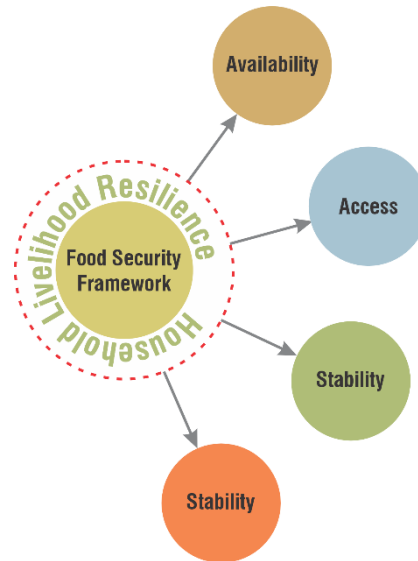 Availability
Household Livelihood Resilience
Food Security
Framework
Access
Stability
Stability